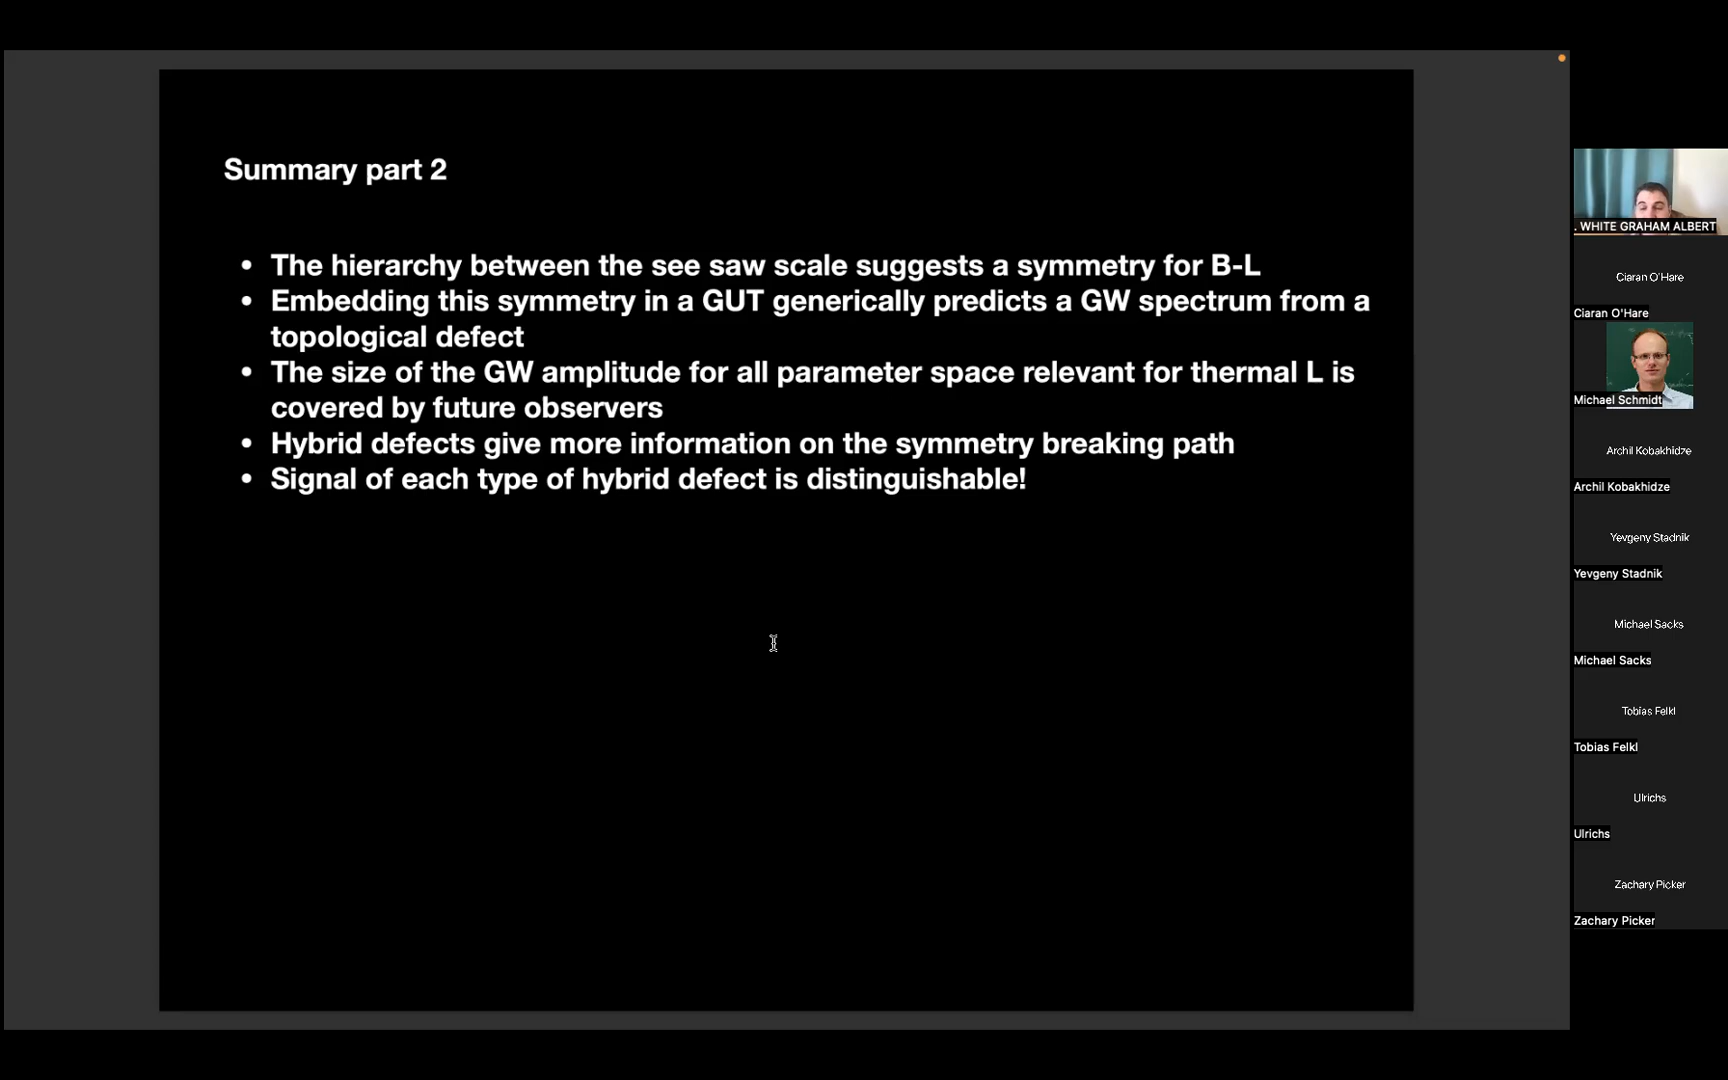 Summary part 2
• The hierarchy between the see saw scale suggests a symmetry for B-L
• Embedding this symmetry in a GUT generically predicts a GW spectrum from a
topological defect
• The size of the GW amplitude for all parameter space relevant for thermal L is
covered by future observers
• Hybrid defects give more information on the symmetry breaking path
• Signal of each type of hybrid defect is distinguishable!
. WHITE GRAHAM ALBERT
Ciaran O'Hare
Ciaran O'Hare
Michael Schmidt
Archil Kobakhidze
Archil Kobakhidze
Yevgeny Stadnik
Yevgeny Stadnik
Michael Sacks
Michael Sacks
Tobias Felkl
Tobias Felkl
Ulrichs
Ulrichs
Zachary Picker
Zachary Picker